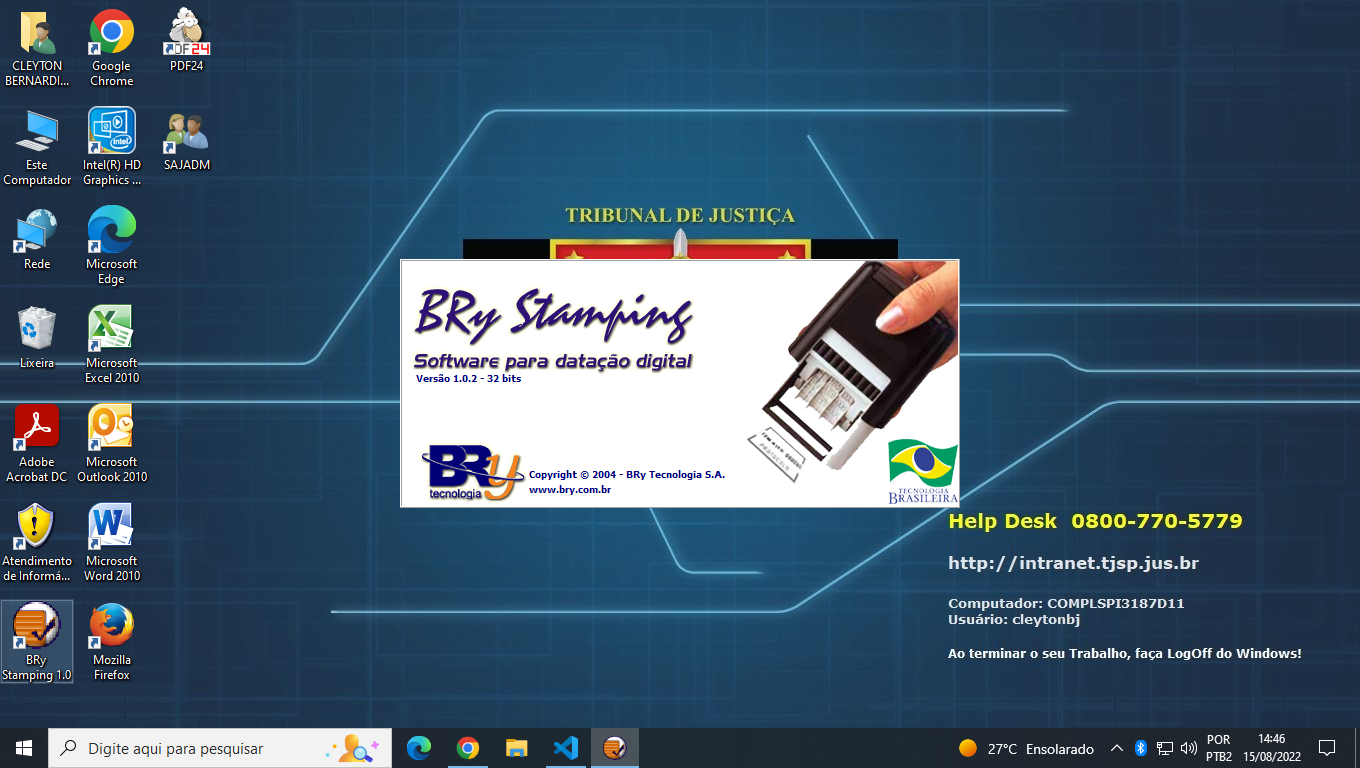 CLEYTON
BERNARDI...
Google
Chrome
PDF24
Este
Computador
Intel(R) HD
Graphics ...
SAJADM
Rede
Microsoft
Edge
Lixeira
Microsoft
Excel 2010
Adobe
Acrobat DC
Microsoft
Outlook 2010
Atendimento
de Informá...
Microsoft
Word 2010
BRy
Stamping 1.0
Mozilla
Firefox
TRIBUNAL DE JUSTIÇA
BRy Stamping
Software para datação digital
Versão 1.0.2 - 32 bits
BRy
tecnologia
Copyright © 2004 - BRy Tecnologia S.A.
www.bry.com.br
TECNOLOGIA
BRASILEIRA
Help Desk 0800-770-5779
http://intranet.tjsp.jus.br
Computador: COMPLSPI3187D11
Usuário: cleytonbj
Ao terminar o seu Trabalho, faça LogOff do Windows!
Digite aqui para pesquisar
27°C Ensolarado
POR
PTB2
14:46
15/08/2022